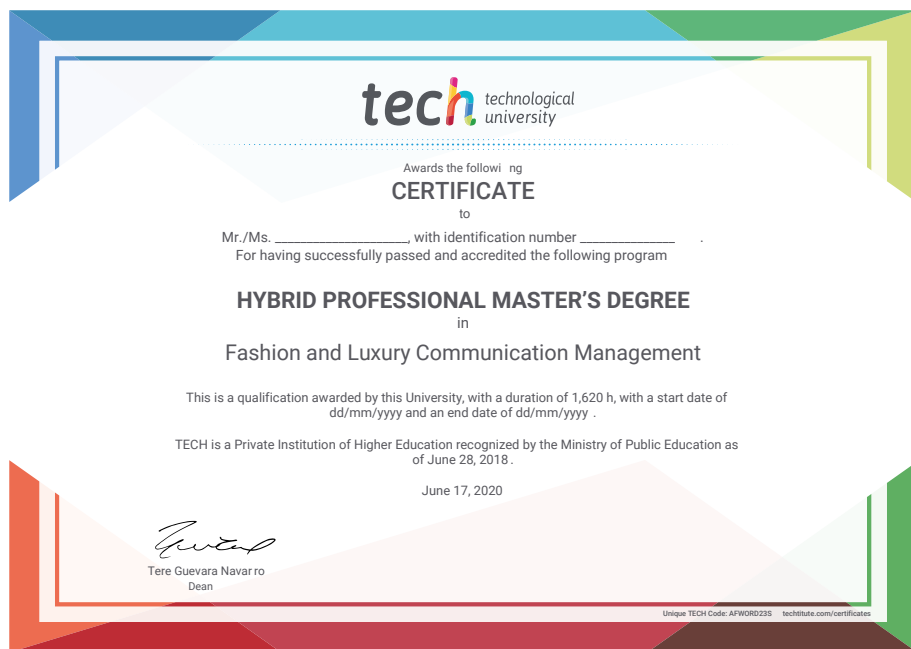 tech technological
university
Awards the followi ng
CERTIFICATE
to
Mr./Ms. _____________________, with identification number _______________ .
For having successfully passed and accredited the following program
HYBRID PROFESSIONAL MASTER'S DEGREE
in
Fashion and Luxury Communication Management
This is a qualification awarded by this University, with a duration of 1,620 h, with a start date of
dd/mm/yyyy and an end date of dd/mm/yyyy .
TECH is a Private Institution of Higher Education recognized by the Ministry of Public Education as
of June 28, 2018 .
June 17, 2020
Tere Guevara Navar ro
Dean
Unique TECH Code: AFWORD23S techtitute.com/certificates